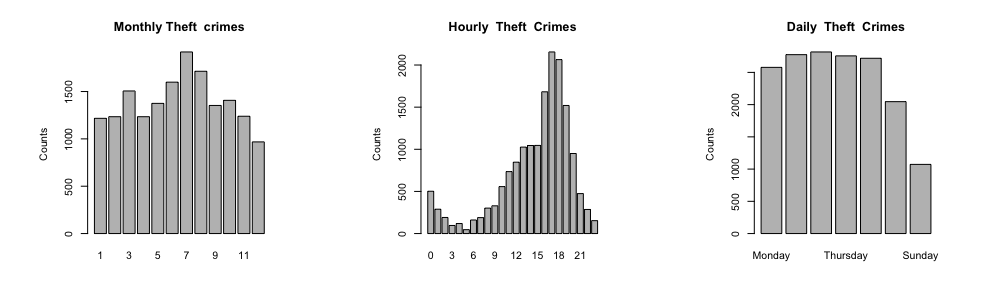 Monthly Theft crimes
Counts
0
500
1000
1500
1 3 5 7 9 11
Hourly Theft Crimes
Counts
0
500
1000
1500
2000
0 3 6 9 12 15 18 21
Daily Theft Crimes
Counts
0
500
1000
2000
Monday Thursday Sunday